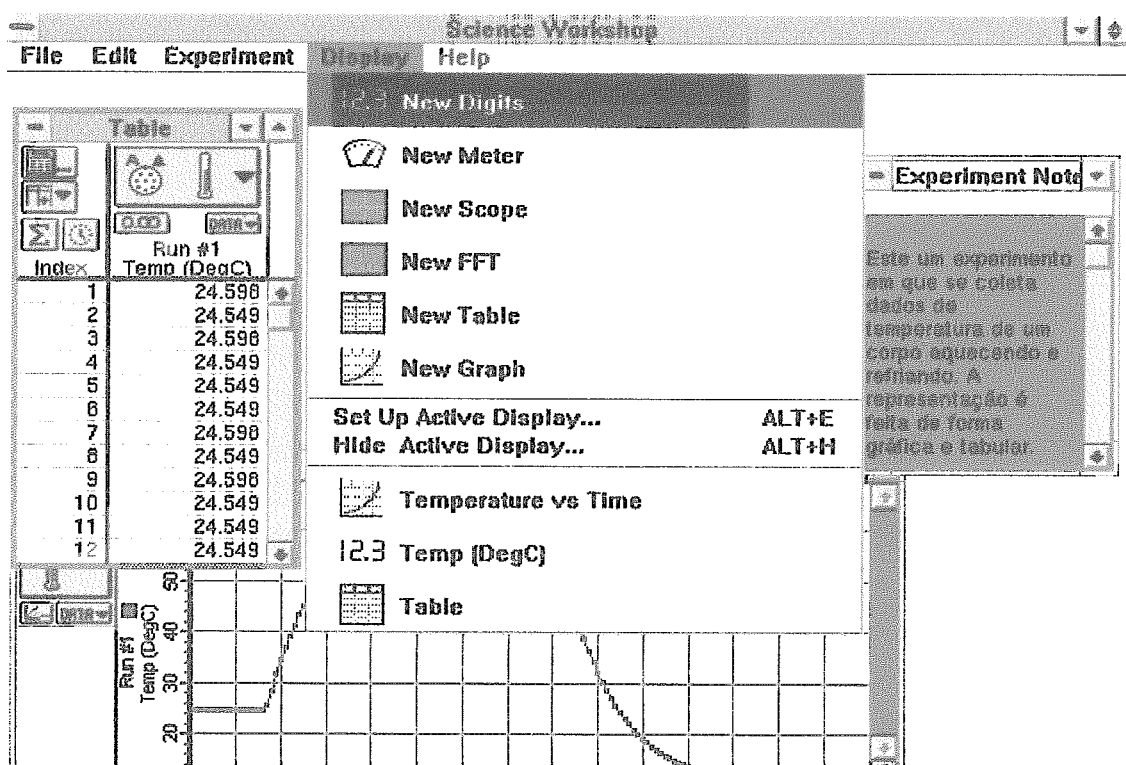 Science Workshop
File Edit Experiment Display Help
Table
0.00 DATA
Run #1
Index Temp (DegC)
1 24.598
2 24.549
3 24.598
4 24.549
5 24.549
6 24.549
7 24.598
8 24.549
9 24.598
10 24.549
11 24.549
12 24.549
12.3 New Digits
New Meter
New Scope
New FFT
New Table
New Graph
Set Up Active Display... ALT+E
Hide Active Display... ALT+H
Temperature vs Time
12.3 Temp (DegC)
Table
Experiment Note
Este um experimento
em que se coleta
dados de
temperatura de um
corpo aquecendo e
refriando. A
representação é
feita de forma
gráfica e tabular.
DATA
Run #1
Temp (DegC)
50
40
30
20